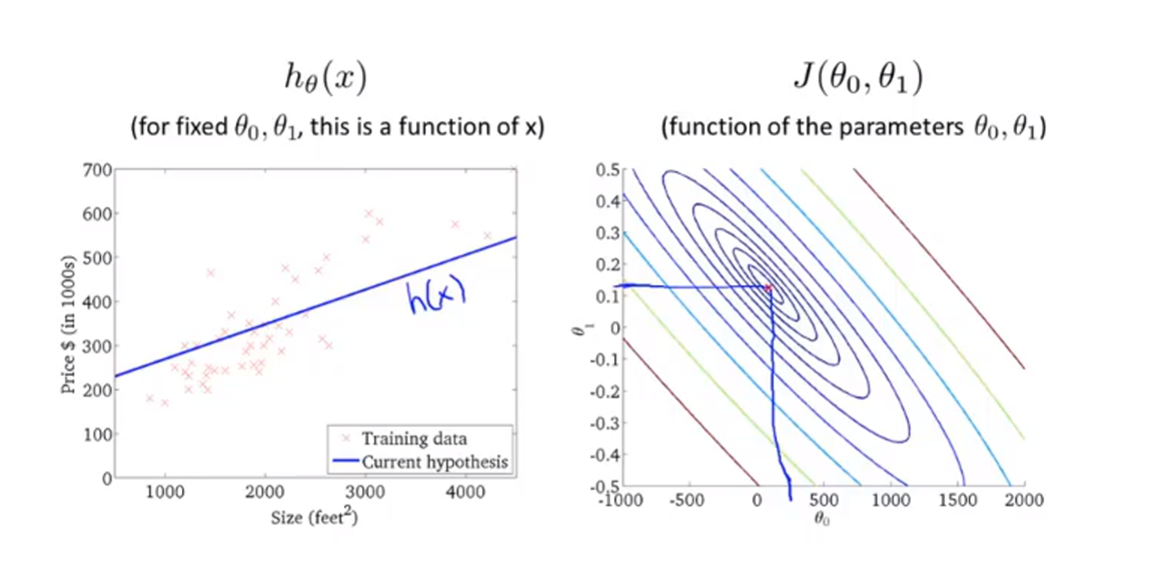 hθ(x)
(for fixed θ0, θ1, this is a function of x)
700
600
500
400
300
200
100
0
1000 2000 3000 4000
Price $ (in 1000s)
Size (feet²)
h(x)
Training data
Current hypothesis
J(θ0, θ1)
(function of the parameters θ0, θ1)
0.5
0.4
0.3
0.2
0.1
0
-0.1
-0.2
-0.3
-0.4
-0.5
-1000 -500 0 500 1000 1500 2000
θ1
θ0